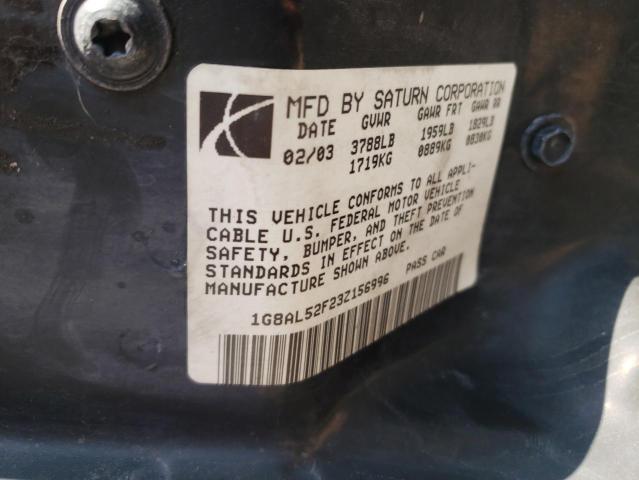 MFD BY SATURN CORPORATION
DATE GVWR GAWR FRT GAWR RR
02/03 3788LB 1959LB 1829LB
1719KG 0889KG 0830KG
THIS VEHICLE CONFORMS TO ALL APPLI-
CABLE U.S. FEDERAL MOTOR VEHICLE
SAFETY, BUMPER, AND THEFT PREVENTION
STANDARDS IN EFFECT ON THE DATE OF
MANUFACTURE SHOWN ABOVE.
1G8AL52F23Z156996 PASS CAR